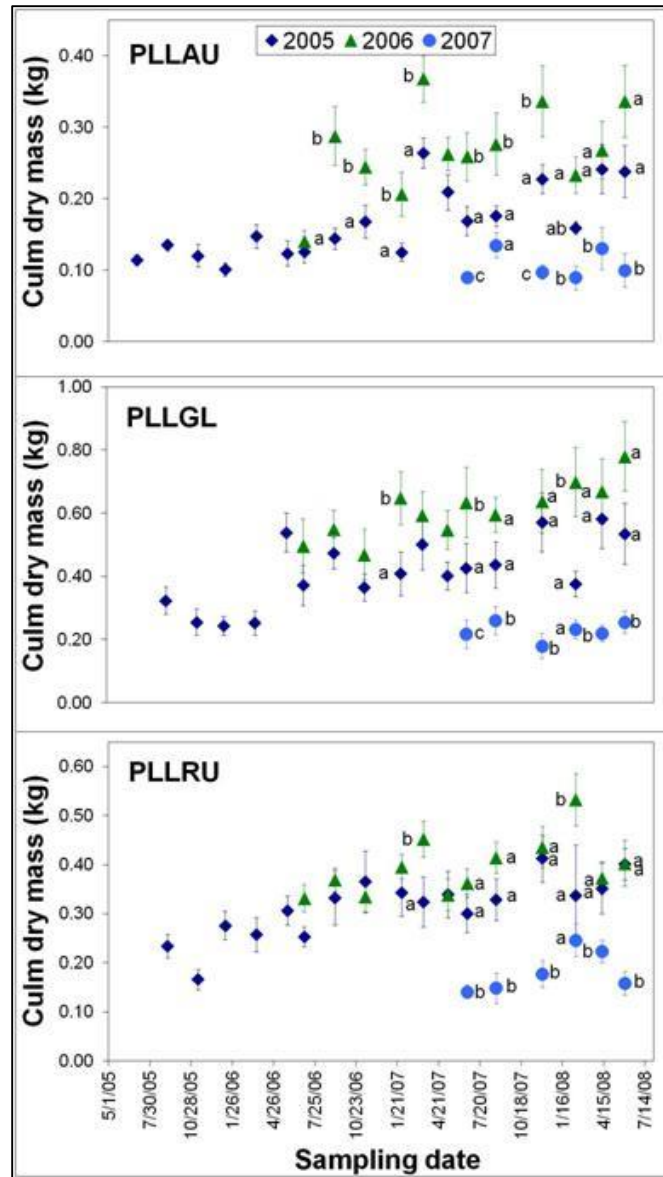 2005 2006 2007
PLLAU
Culm dry mass (kg)
0.40
0.30
0.20
0.10
0.00
b b b b b b b b a a a
a a a a a a a ab a a
c a c b b b
PLLGL
Culm dry mass (kg)
1.00
0.80
0.60
0.40
0.20
0.00
b b a a b a a
a a a a a a a
c b b a b b
PLLRU
Culm dry mass (kg)
0.60
0.50
0.40
0.30
0.20
0.10
0.00
b a a a b a a
a a a a a a a
b b b a b b
5/1/05
7/30/05
10/28/05
1/26/06
4/26/06
7/25/06
10/23/06
1/21/07
4/21/07
7/20/07
10/18/07
1/16/08
4/15/08
7/14/08
Sampling date